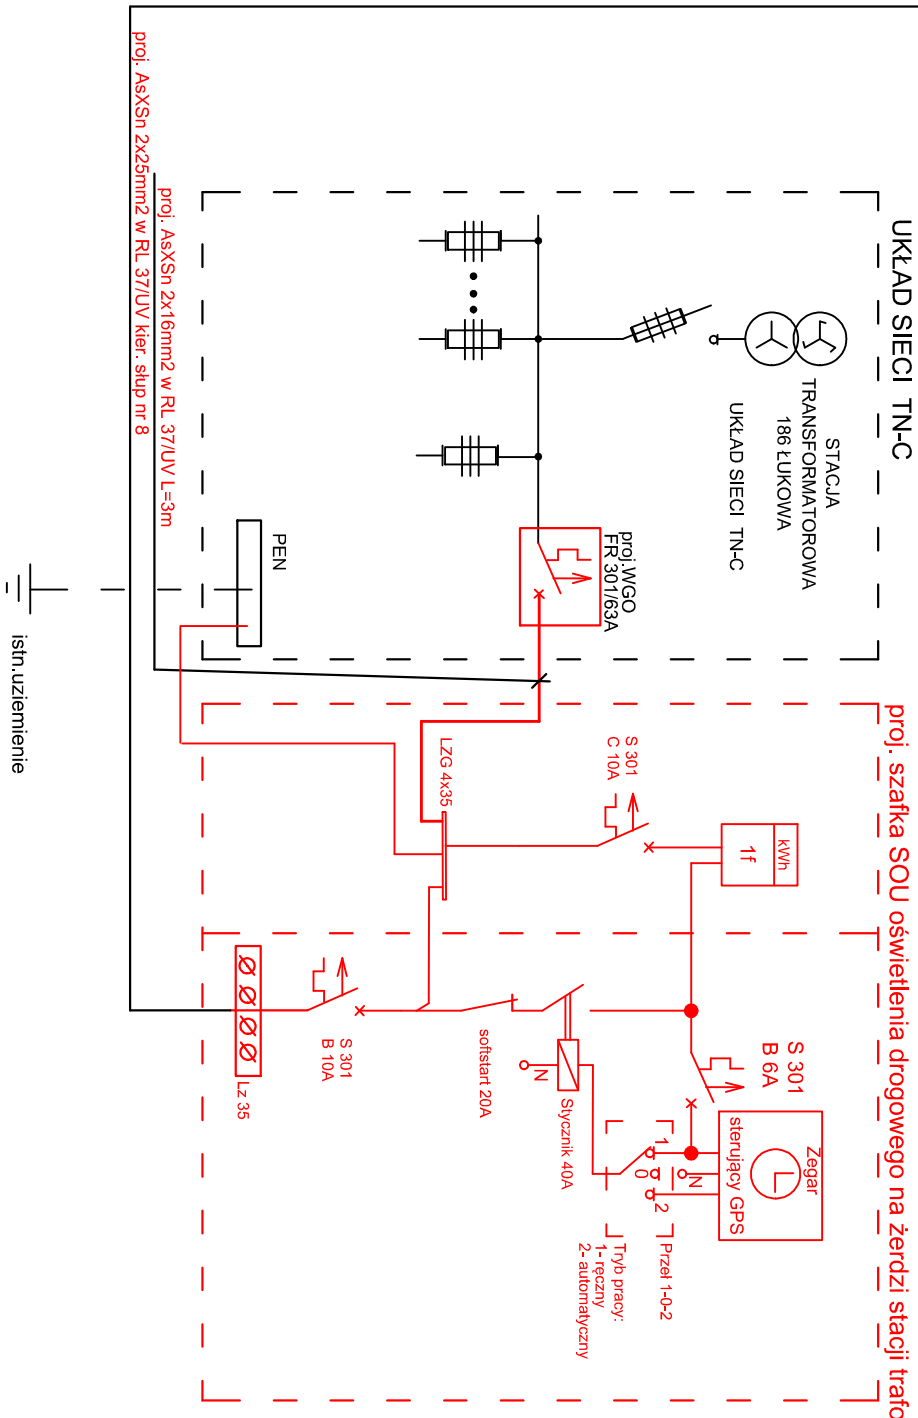 UKŁAD SIECI TN-C
STACJA
TRANSFORMATOROWA
186 ŁUKOWA
UKŁAD SIECI TN-C
proj.WGO
FR 301/63A
PEN
proj. AsXSn 2x16mm2 w RL 37/UV L=3m
proj. AsXSn 2x25mm2 w RL 37/UV kier. słup nr 8
istn.uziemienie
proj. szafka SOU oświetlenia drogowego na żerdzi stacji trafo
kWh
1f
S 301
C 10A
LZG 4x35
S 301
B 6A
Zegar
sterujący GPS
N
1
0
2
Przeł 1-0-2
Tryb pracy:
1- ręczny
2- automatyczny
Stycznik 40A
N
softstart 20A
S 301
B 10A
Lz 35